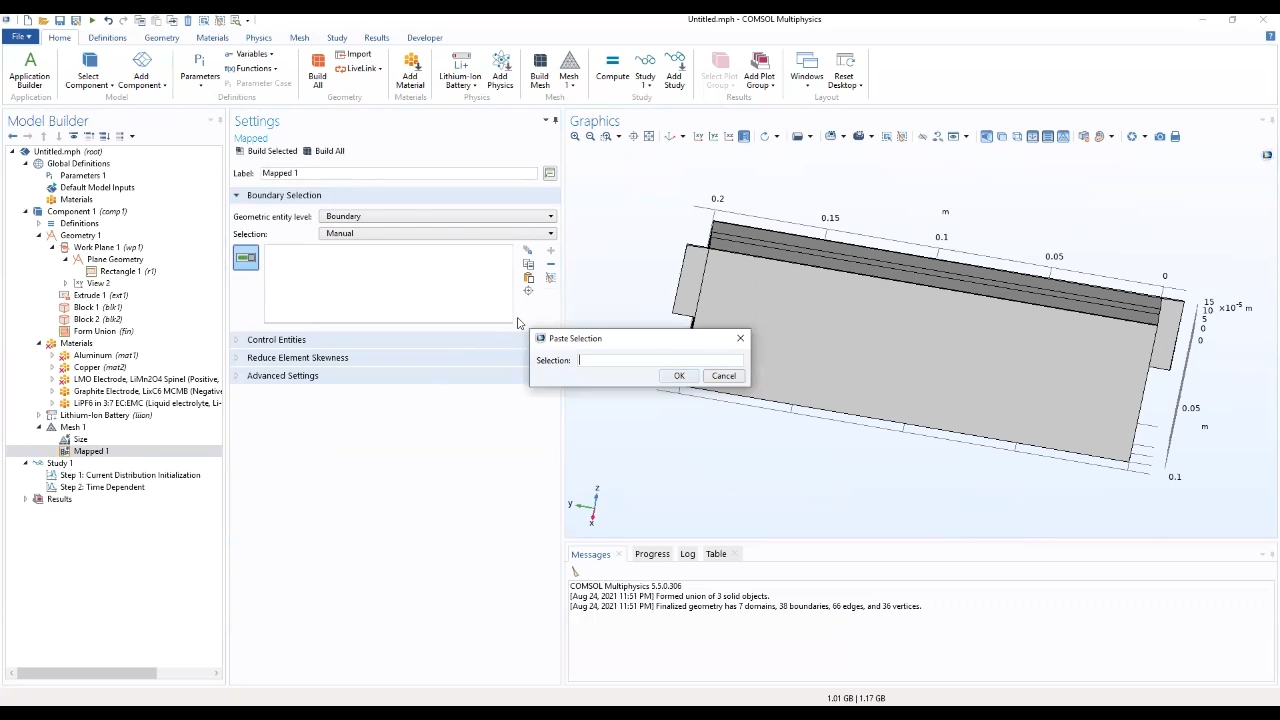 Untitled.mph - COMSOL Multiphysics
File
Home
Definitions
Geometry
Materials
Physics
Mesh
Study
Results
Developer
Application Builder
Application
Select Component
Add Component
Model
Parameters
a= Variables
f(x) Functions
Pi Parameter Case
Definitions
Build All
Import
LiveLink
Geometry
Add Material
Materials
Lithium-Ion Battery
Add Physics
Physics
Build Mesh
Mesh 1
Mesh
Compute
Study 1
Add Study
Study
Select Plot Group
Add Plot Group
Results
Windows
Reset Desktop
Layout
Model Builder
Untitled.mph (root)
Global Definitions
Parameters 1
Default Model Inputs
Materials
Component 1 (comp1)
Definitions
Geometry 1
Work Plane 1 (wp1)
Plane Geometry
Rectangle 1 (r1)
View 2
Extrude 1 (ext1)
Block 1 (blk1)
Block 2 (blk2)
Form Union (fin)
Materials
Aluminum (mat1)
Copper (mat2)
LMO Electrode, LiMn2O4 Spinel (Positive,
Graphite Electrode, LixC6 MCMB (Negativ
LiPF6 in 3:7 EC:EMC (Liquid electrolyte, Li-
Lithium-Ion Battery (liion)
Mesh 1
Size
Mapped 1
Study 1
Step 1: Current Distribution Initialization
Step 2: Time Dependent
Results
Settings
Mapped
Build Selected
Build All
Label: Mapped 1
Boundary Selection
Geometric entity level: Boundary
Selection: Manual
Control Entities
Reduce Element Skewness
Advanced Settings
Paste Selection
Selection:
OK
Cancel
Graphics
0.2
0.15
m
0.1
0.05
0
15
10
5
0
×10⁻⁵ m
0
0.05
m
0.1
z
y
x
Messages
Progress
Log
Table
COMSOL Multiphysics 5.5.0.306
[Aug 24, 2021 11:51 PM] Formed union of 3 solid objects.
[Aug 24, 2021 11:51 PM] Finalized geometry has 7 domains, 38 boundaries, 66 edges, and 36 vertices.
1.01 GB | 1.17 GB